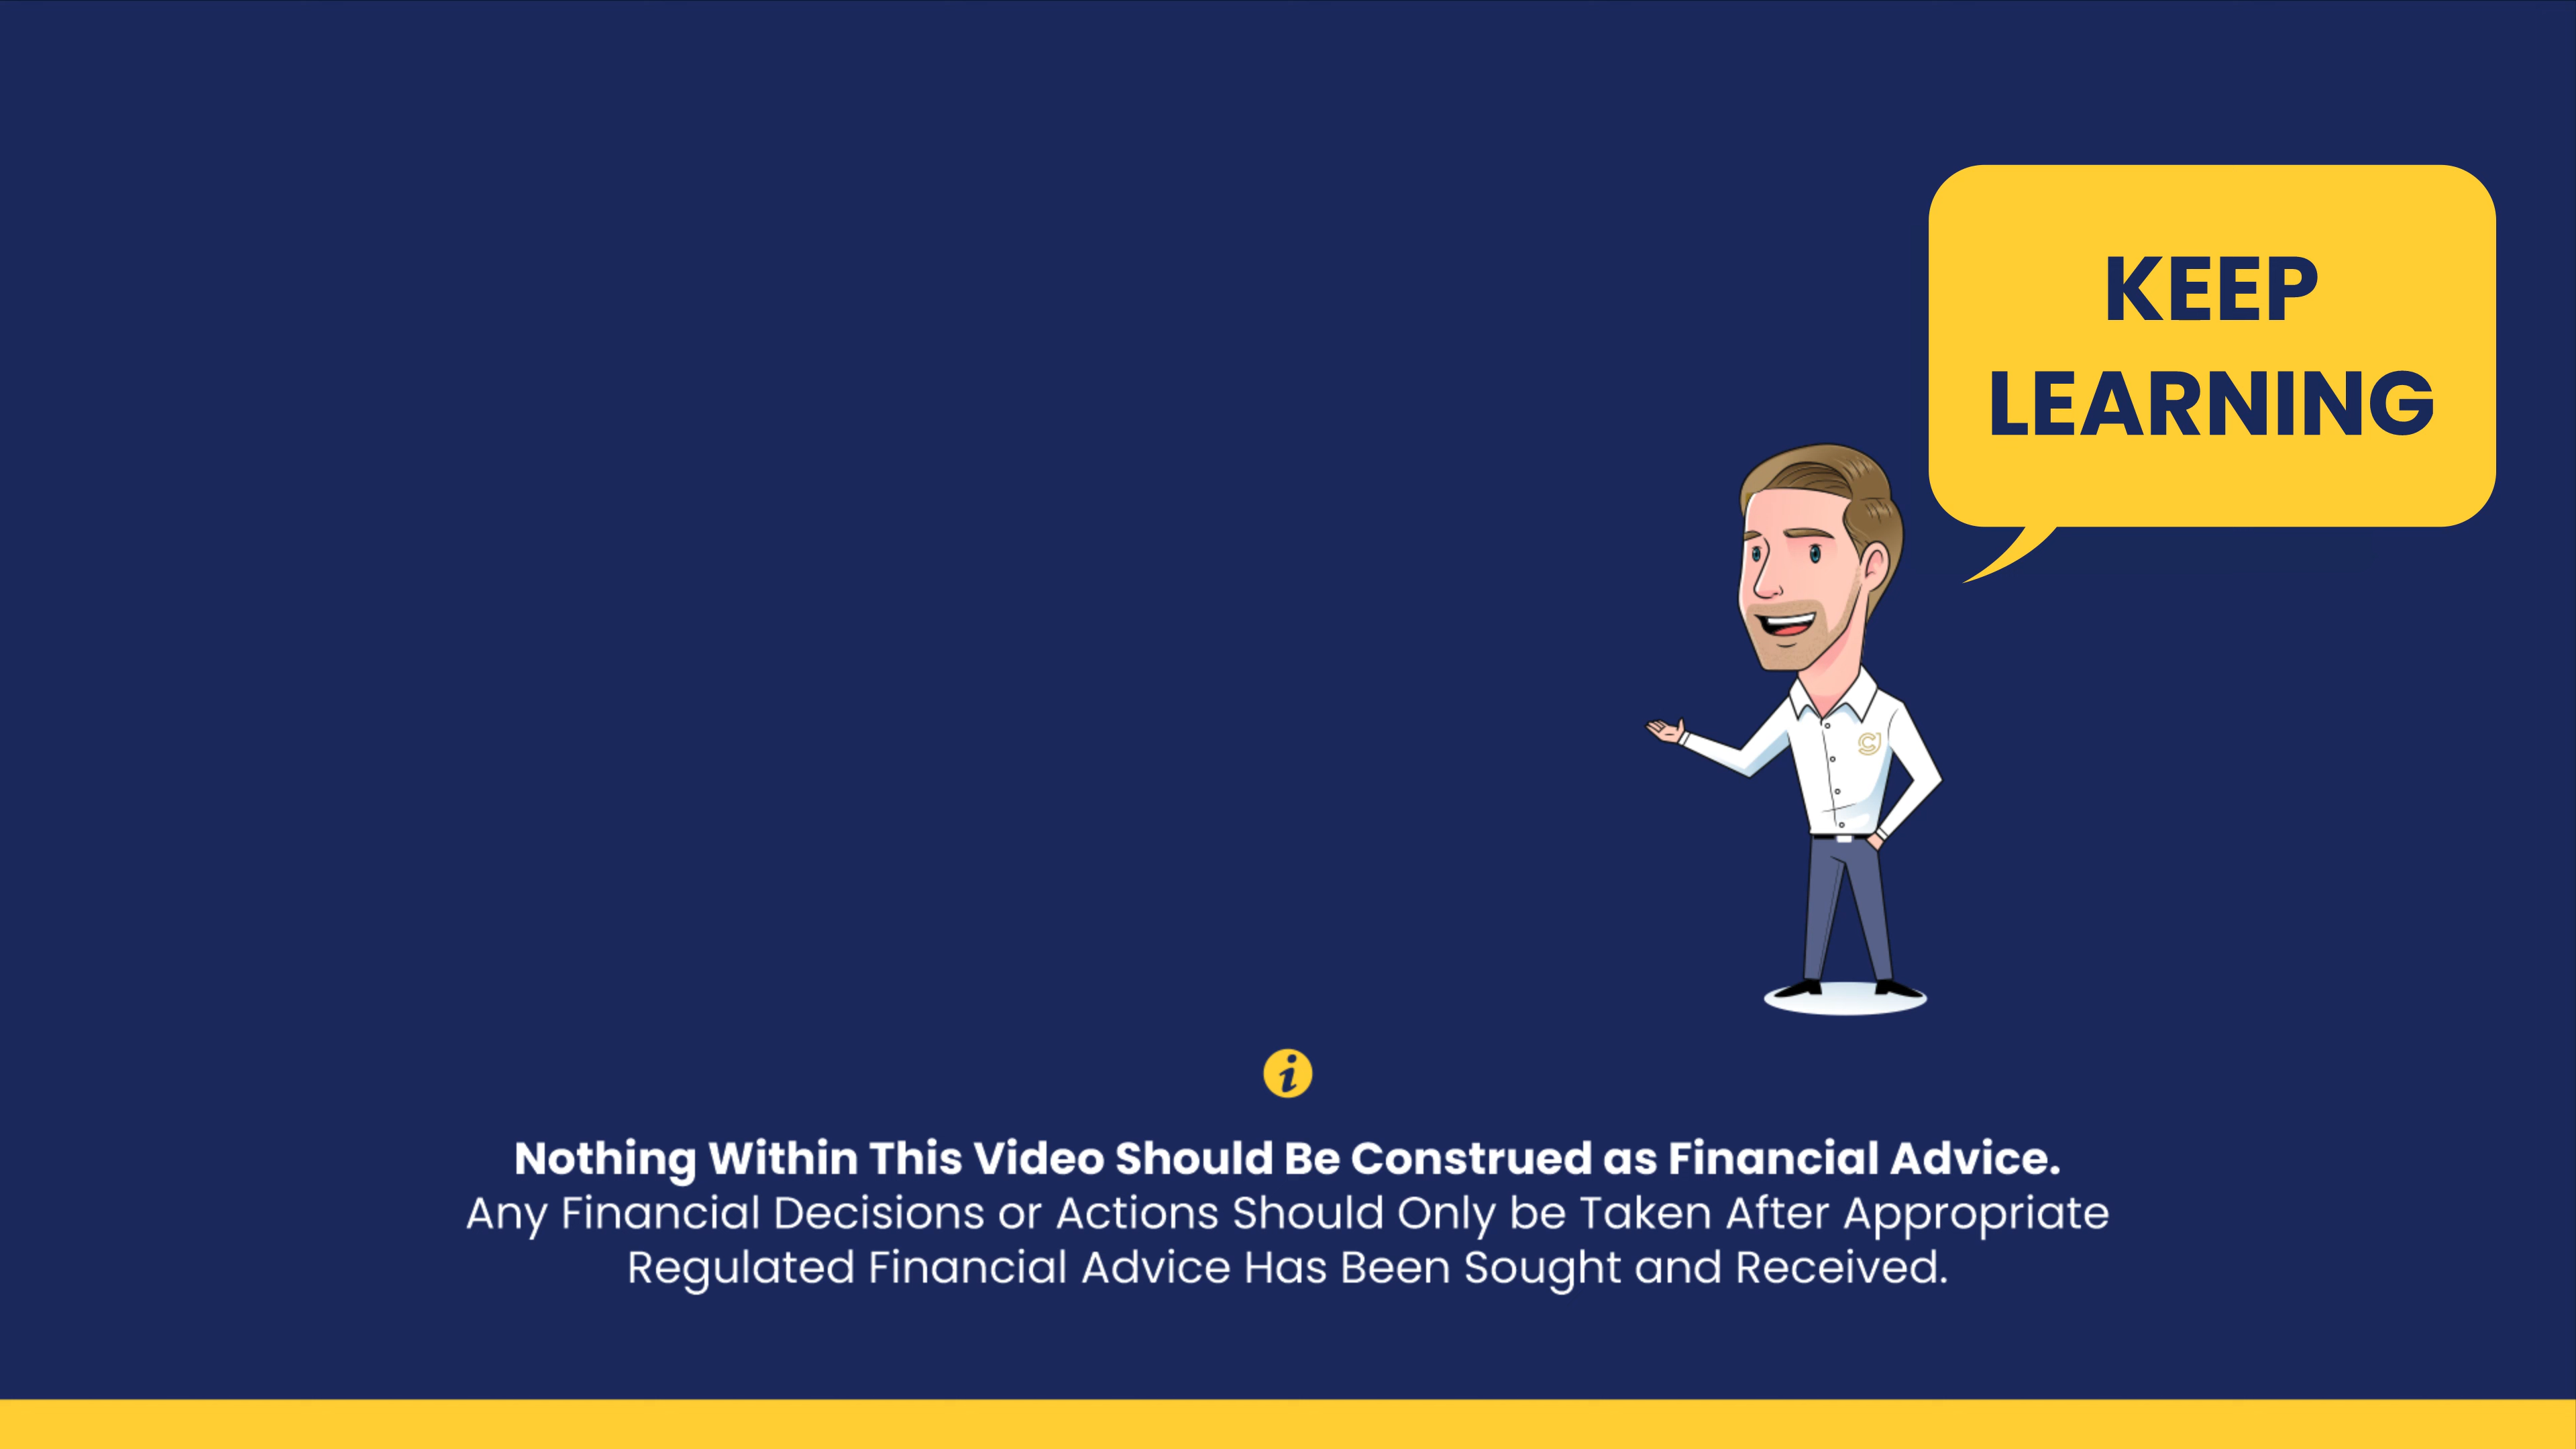 KEEP
LEARNING
CJ
i
Nothing Within This Video Should Be Construed as Financial Advice.
Any Financial Decisions or Actions Should Only be Taken After Appropriate
Regulated Financial Advice Has Been Sought and Received.